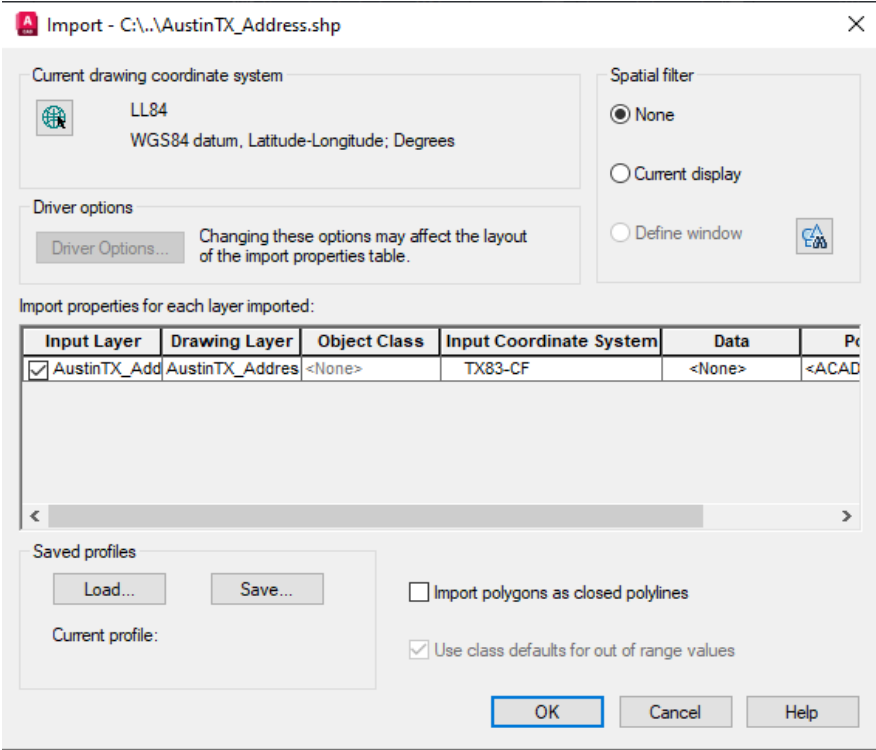 Import - C:\..\AustinTX_Address.shp
Current drawing coordinate system
LL84
WGS84 datum, Latitude-Longitude; Degrees
Spatial filter
None
Current display
Define window
Driver options
Driver Options...
Changing these options may affect the layout
of the import properties table.
Import properties for each layer imported:
Input Layer Drawing Layer Object Class Input Coordinate System Data Po
AustinTX_Add AustinTX_Addres <None> TX83-CF <None> <ACAD
Saved profiles
Load... Save...
Current profile:
Import polygons as closed polylines
Use class defaults for out of range values
OK Cancel Help